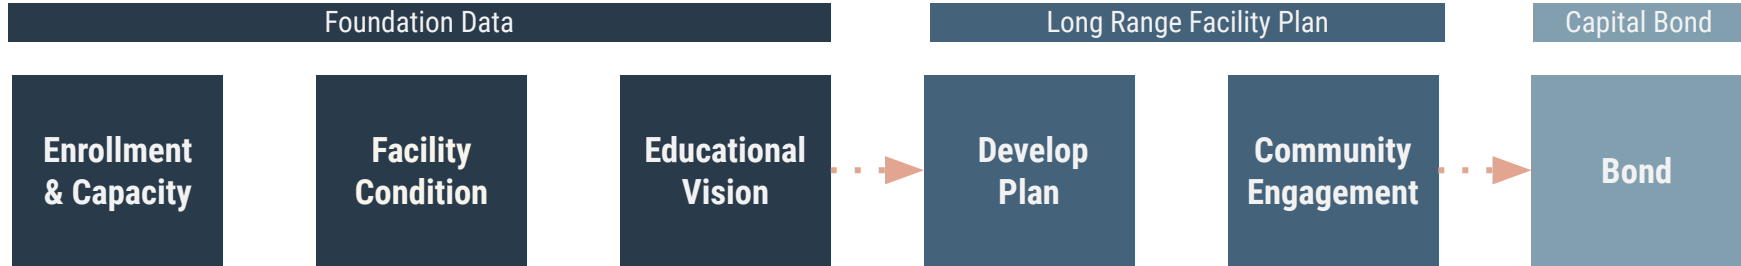 Foundation Data
Long Range Facility Plan
Capital Bond
Enrollment
& Capacity
Facility
Condition
Educational
Vision
Develop
Plan
Community
Engagement
Bond